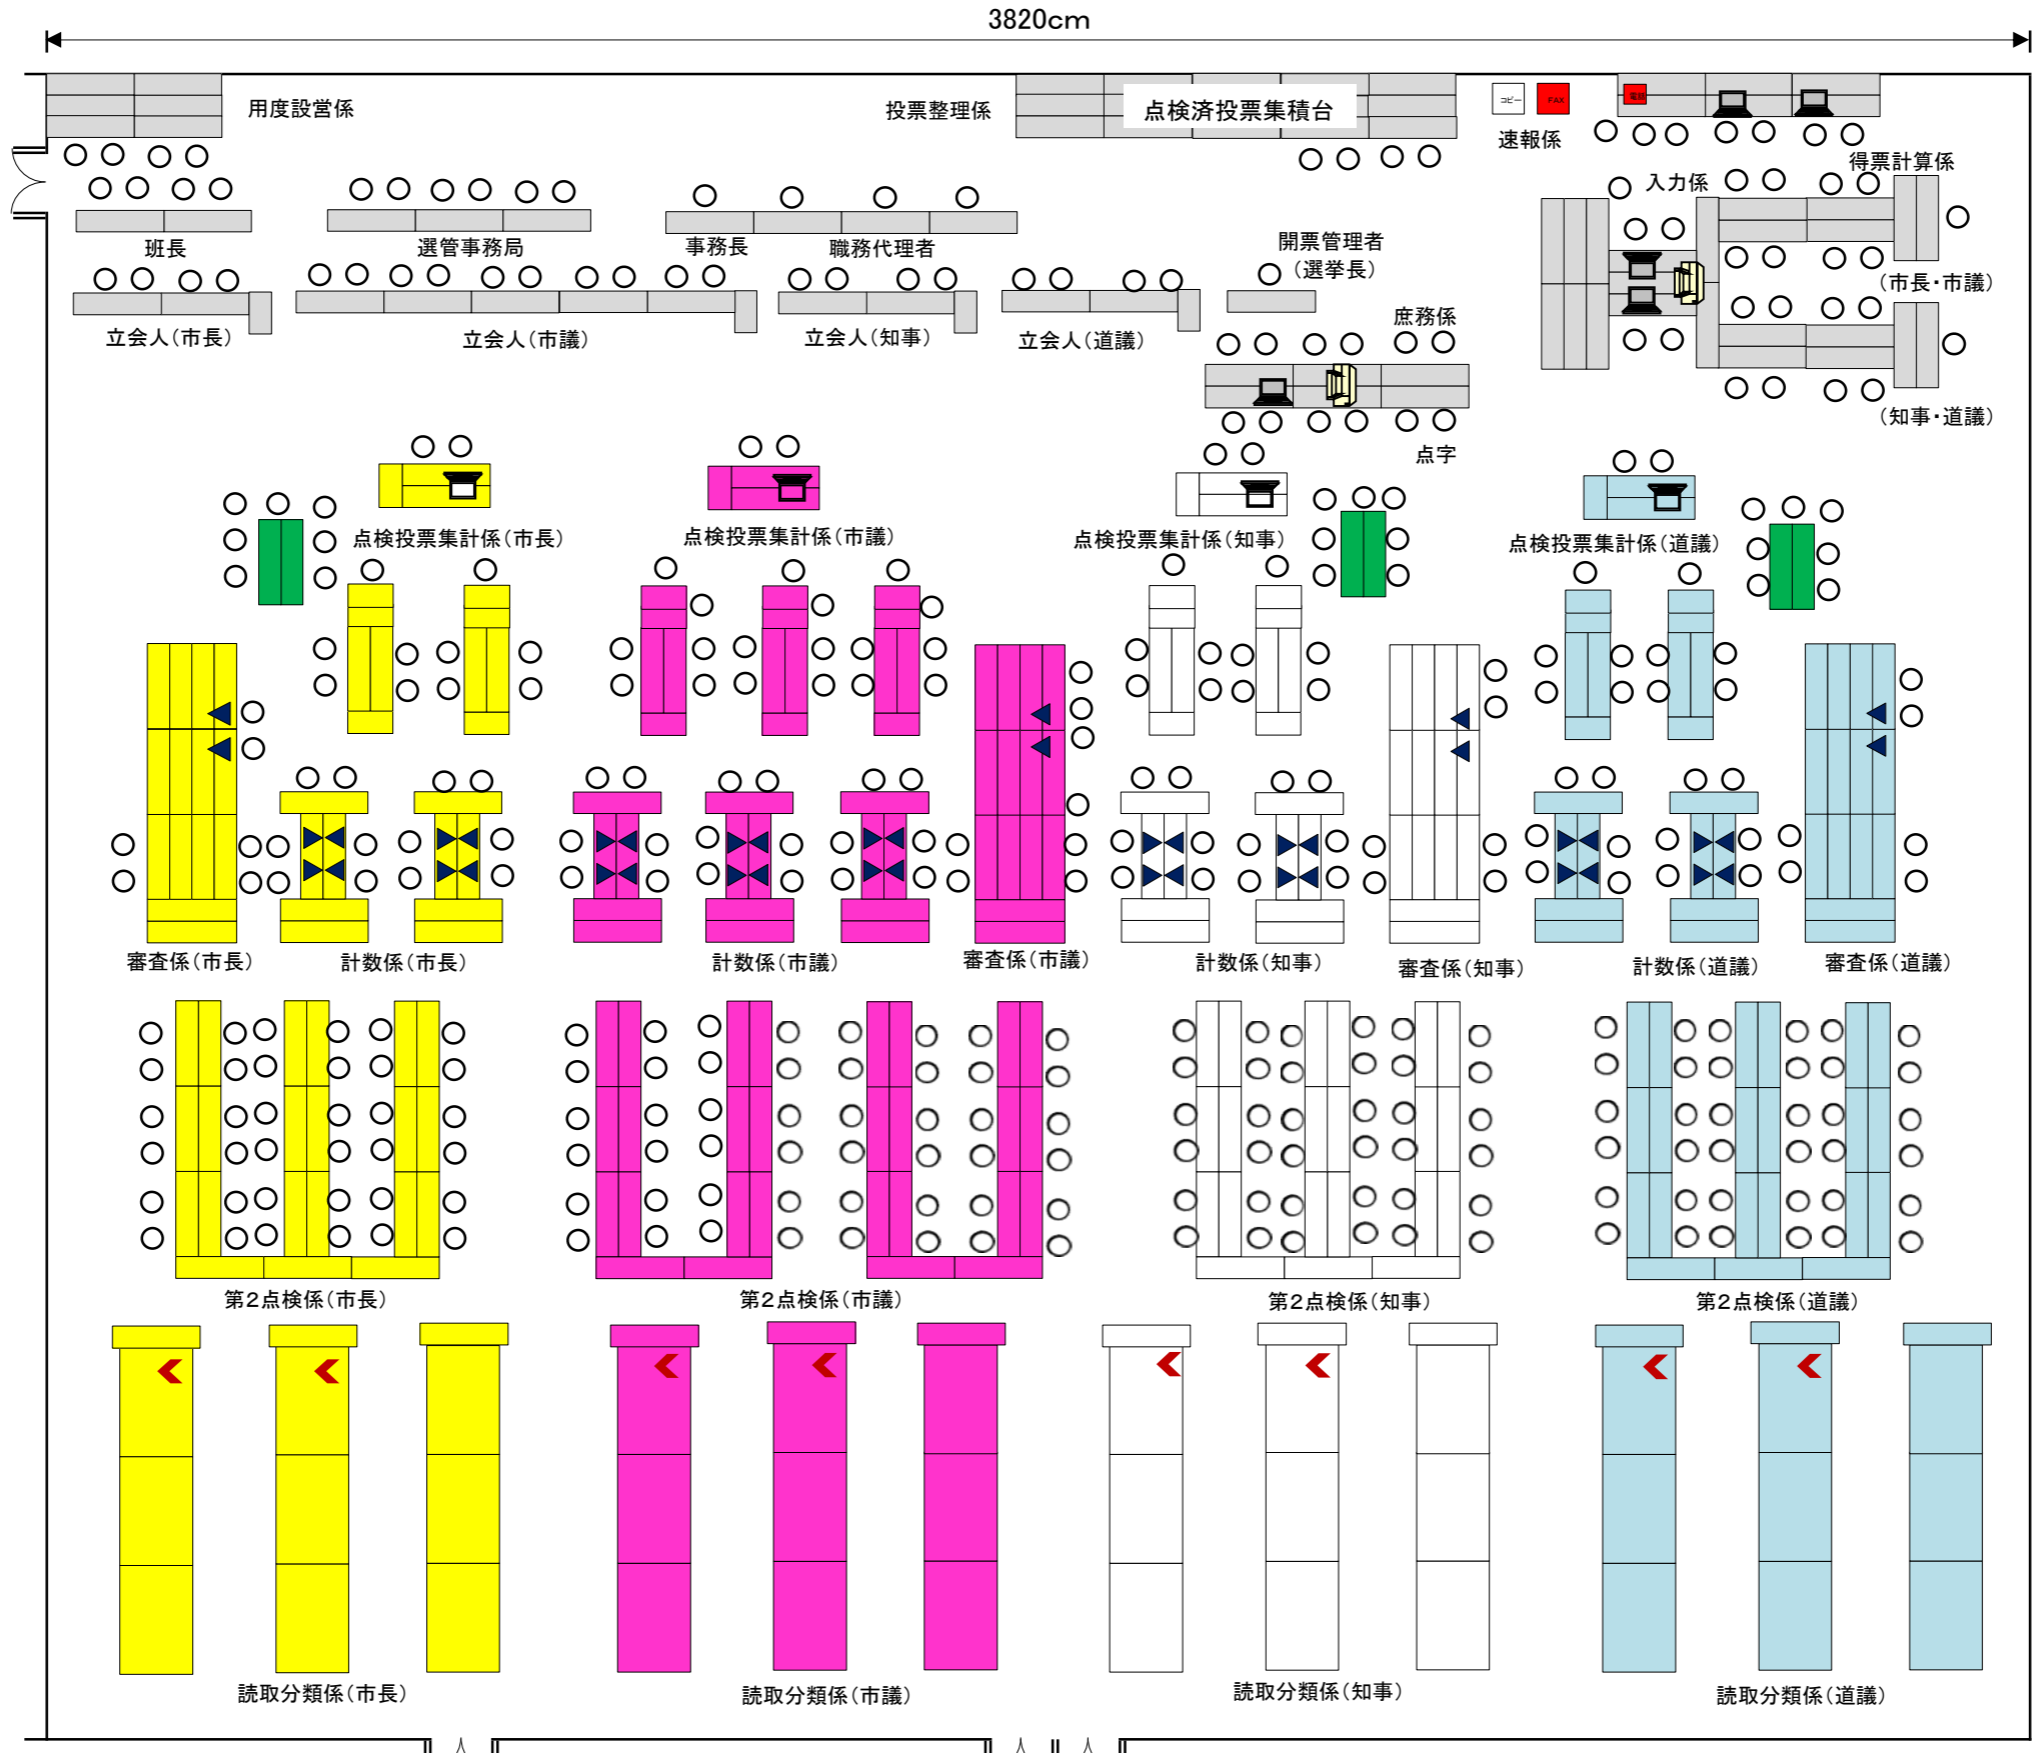 3820cm
用度設営係
投票整理係
点検済投票集積台
コピー
FAX
電話
速報係
得票計算係
入力係
班長
選管事務局
事務長
職務代理者
開票管理者
(選挙長)
(市長・市議)
立会人(市長)
立会人(市議)
立会人(知事)
立会人(道議)
庶務係
(知事・道議)
点字
点検投票集計係(市長)
点検投票集計係(市議)
点検投票集計係(知事)
点検投票集計係(道議)
審査係(市長)
計数係(市長)
計数係(市議)
審査係(市議)
計数係(知事)
審査係(知事)
計数係(道議)
審査係(道議)
第2点検係(市長)
第2点検係(市議)
第2点検係(知事)
第2点検係(道議)
読取分類係(市長)
読取分類係(市議)
読取分類係(知事)
読取分類係(道議)